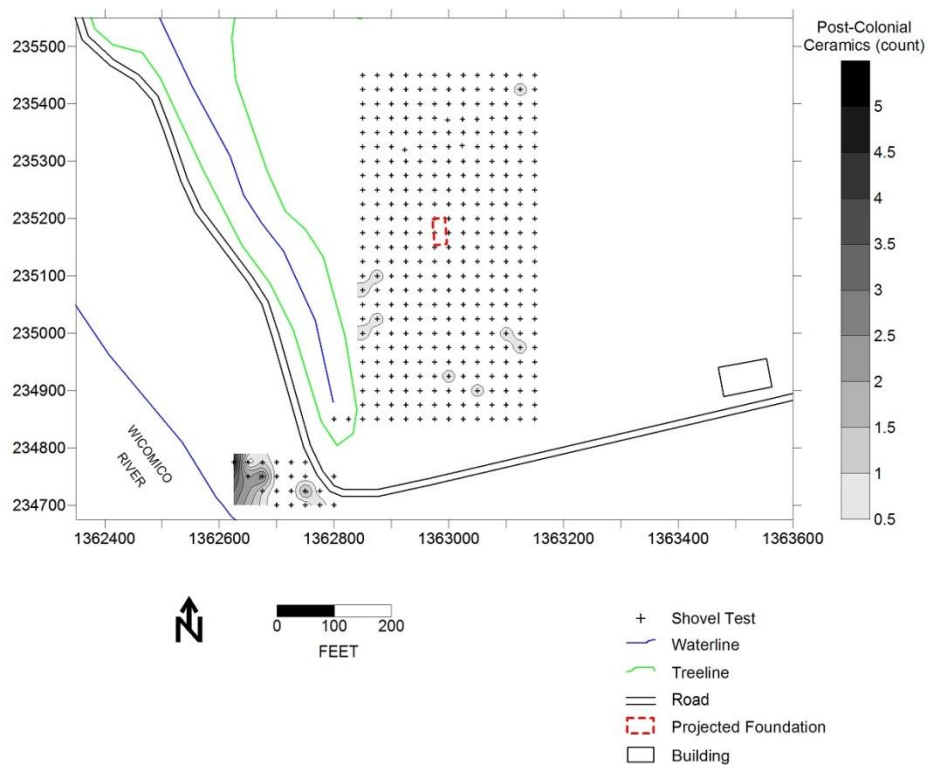 Post-Colonial
Ceramics (count)
235500
235400
235300
235200
235100
235000
234900
234800
234700
5
4.5
4
3.5
3
2.5
2
1.5
1
0.5
WICOMICO
RIVER
1362400
1362600
1362800
1363000
1363200
1363400
1363600
N
0
100
200
FEET
Shovel Test
Waterline
Treeline
Road
Projected Foundation
Building